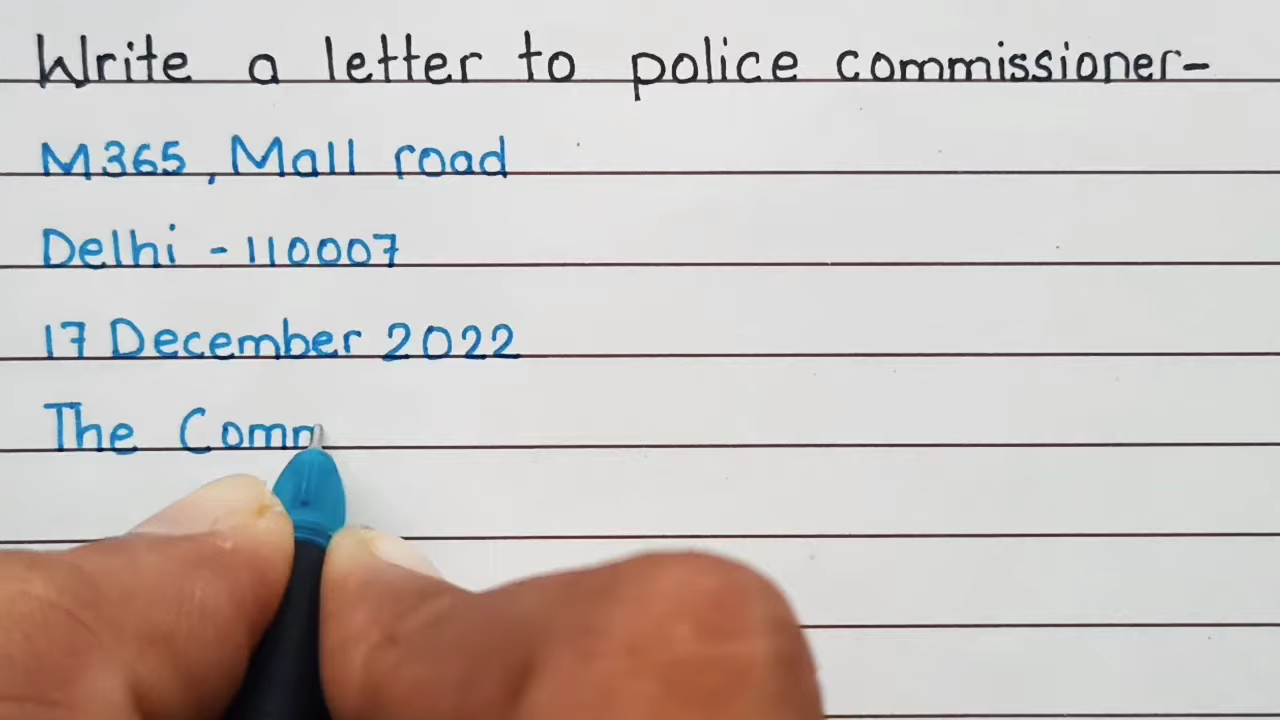 Write a letter to police commissioner-
M365, Mall road
Delhi - 110007
17 December 2022
The Comm